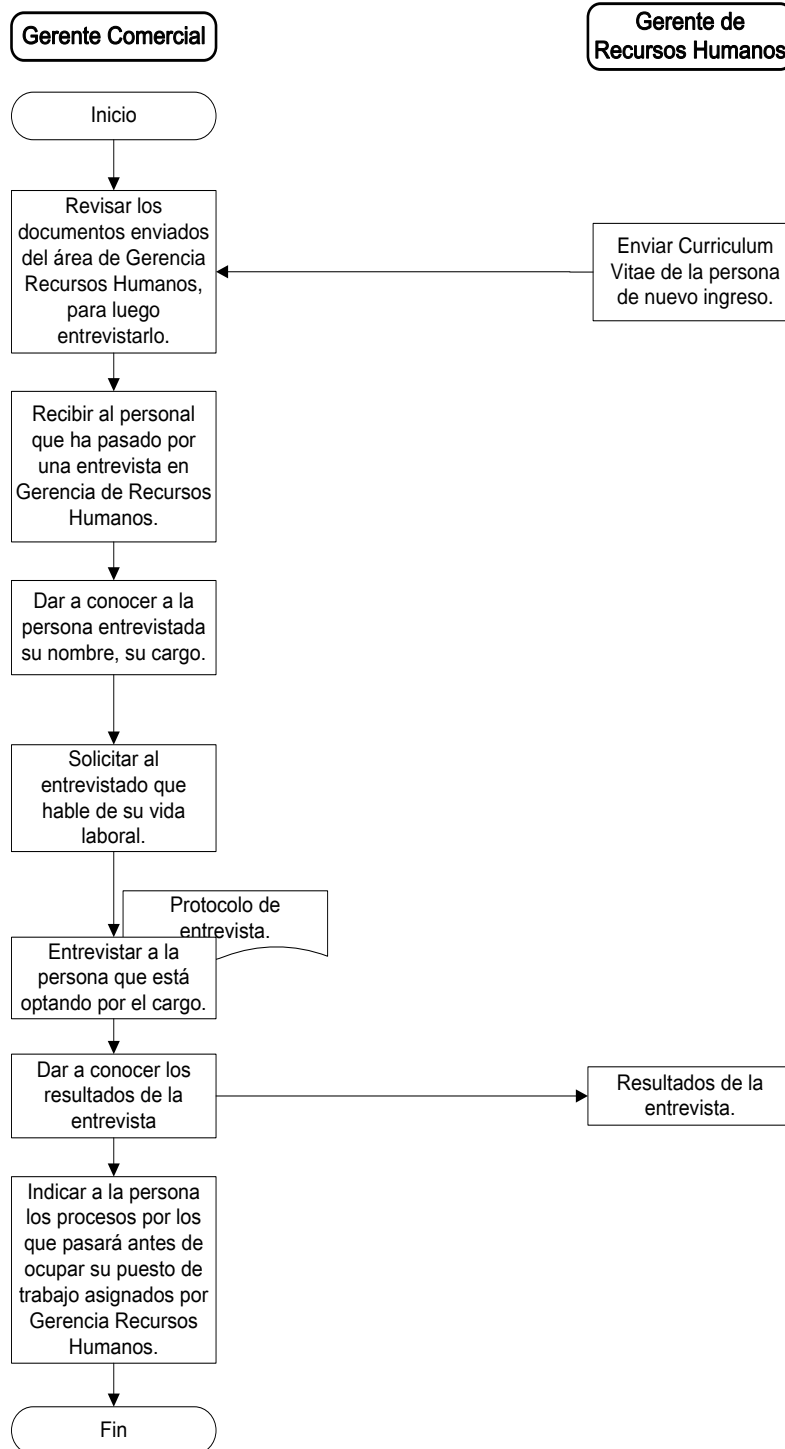 Gerente Comercial
Gerente de
Recursos Humanos
Inicio
Revisar los
documentos enviados
del área de Gerencia
Recursos Humanos,
para luego
entrevistarlo.
Enviar Curriculum
Vitae de la persona
de nuevo ingreso.
Recibir al personal
que ha pasado por
una entrevista en
Gerencia de Recursos
Humanos.
Dar a conocer a la
persona entrevistada
su nombre, su cargo.
Solicitar al
entrevistado que
hable de su vida
laboral.
Protocolo de
entrevista.
Entrevistar a la
persona que está
optando por el cargo.
Dar a conocer los
resultados de la
entrevista
Resultados de la
entrevista.
Indicar a la persona
los procesos por los
que pasará antes de
ocupar su puesto de
trabajo asignados por
Gerencia Recursos
Humanos.
Fin